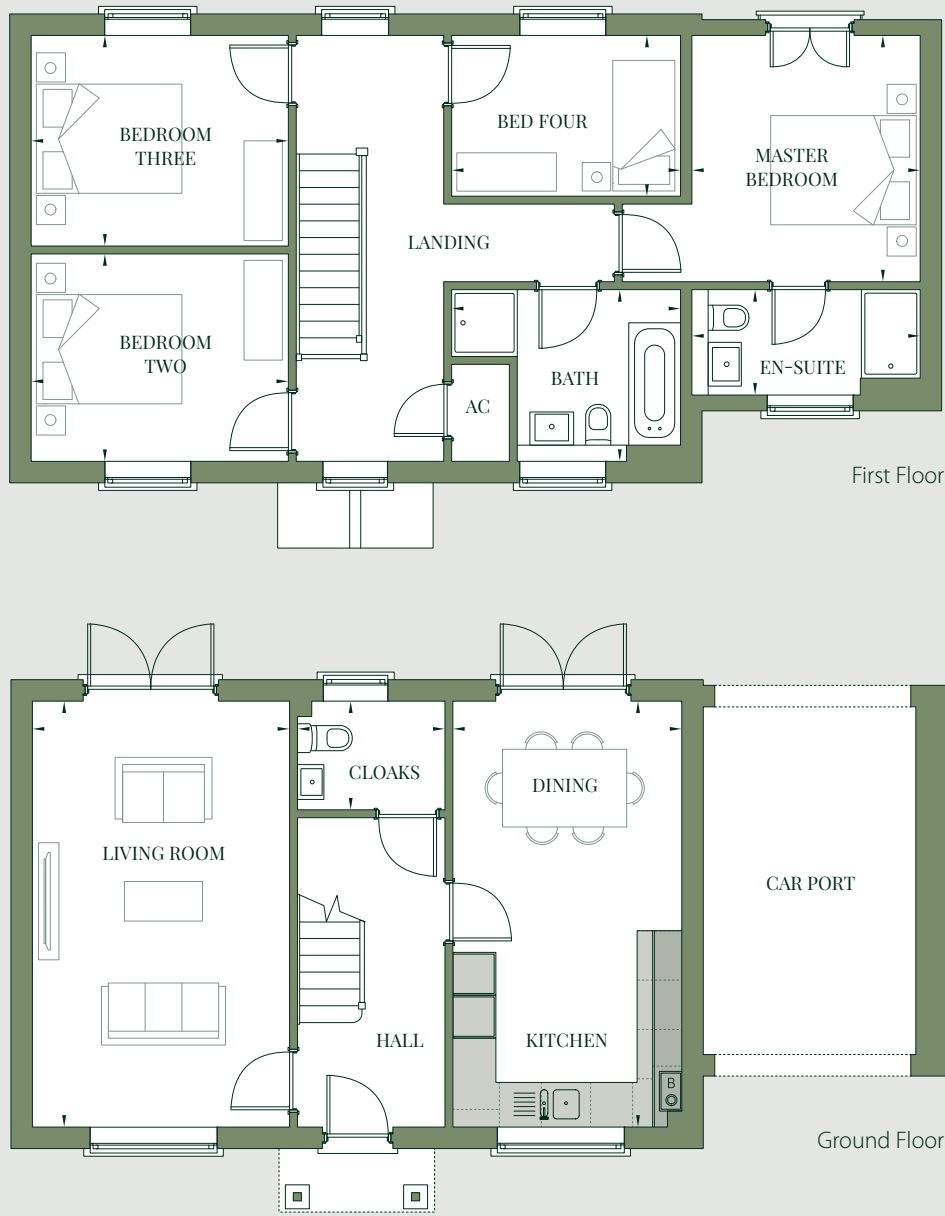 BEDROOM
THREE
BED FOUR
MASTER
BEDROOM
LANDING
BEDROOM
TWO
AC
BATH
EN-SUITE
First Floor
CLOAKS
DINING
LIVING ROOM
CAR PORT
HALL
KITCHEN
B
Ground Floor